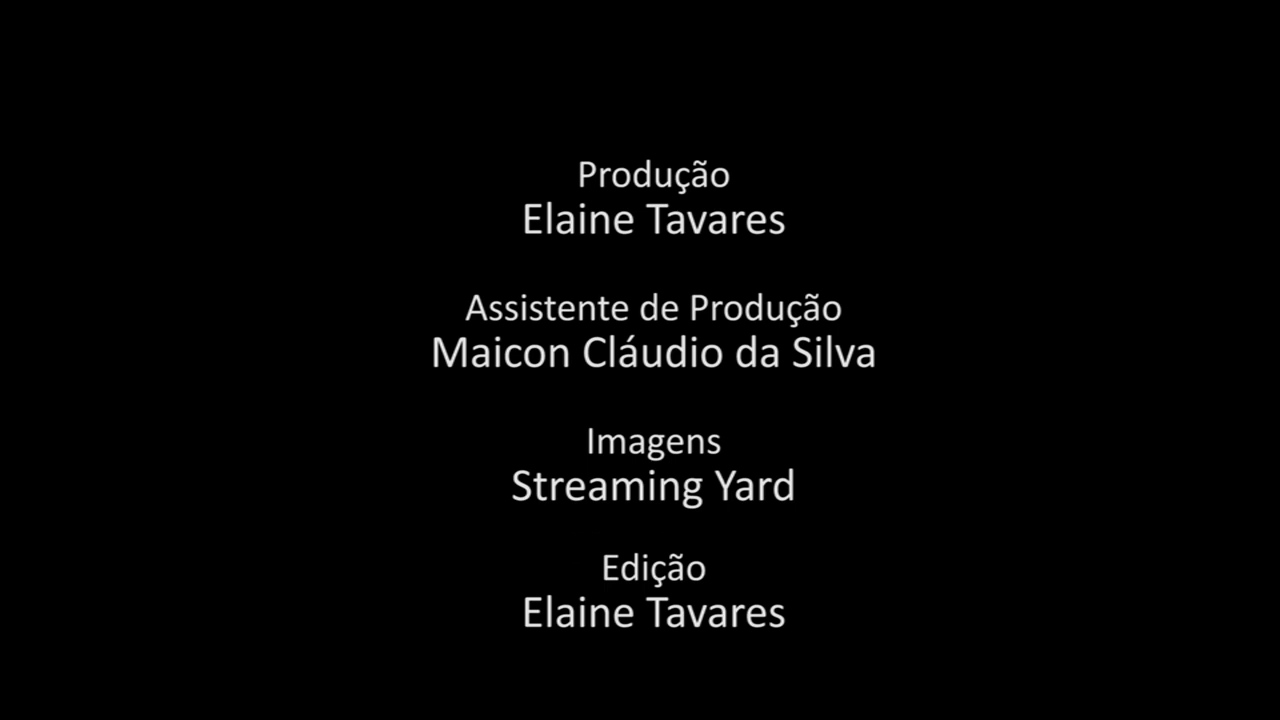 Produção
Elaine Tavares
Assistente de Produção
Maicon Cláudio da Silva
Imagens
Streaming Yard
Edição
Elaine Tavares